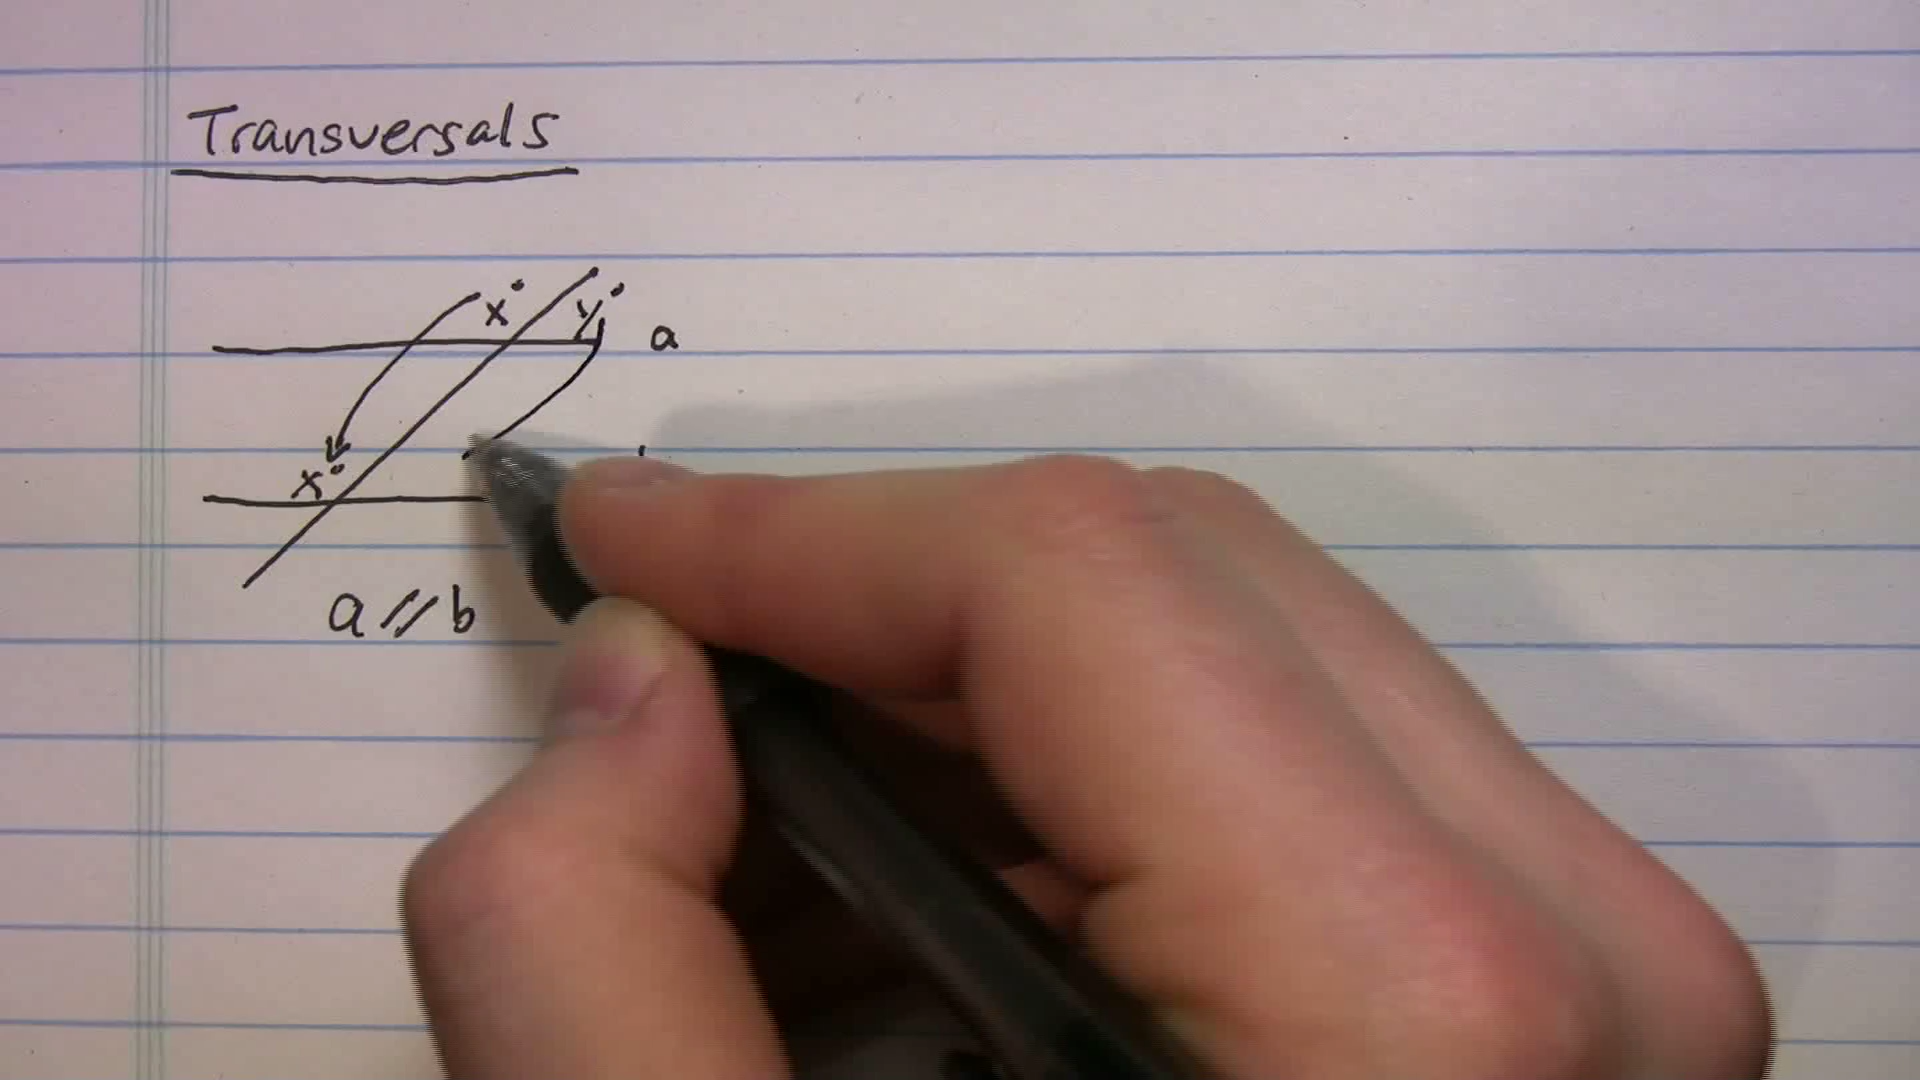 Transversals
x° y°
a
x°
a // b